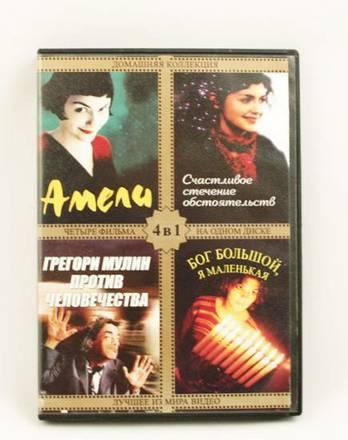 ДОМАШНЯЯ КОЛЛЕКЦИЯ
Амели
Счастливое
стечение
обстоятельств
ЧЕТЫРЕ ФИЛЬМА
4 в 1
НА ОДНОМ ДИСКЕ
ГРЕГОРИ МУЛИН
ПРОТИВ
ЧЕЛОВЕЧЕСТВА
БОГ БОЛЬШОЙ,
Я МАЛЕНЬКАЯ
ЛУЧШЕЕ ИЗ МИРА ВИДЕО